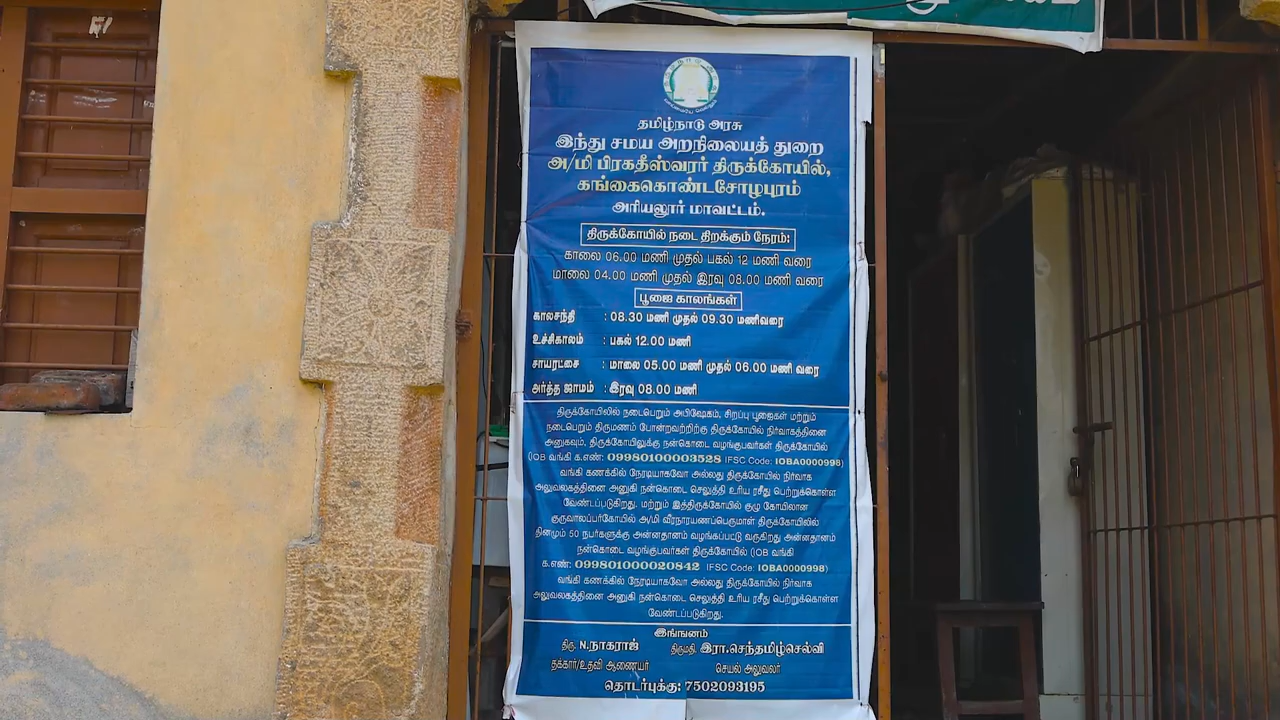 தமிழ்நாடு அரசு
இந்து சமய அறநிலையத் துறை
அ/மி பிரகதீஸ்வரர் திருக்கோயில்,
கங்கைகொண்டசோழபுரம்
அரியலூர் மாவட்டம்.
திருக்கோயில் நடை திறக்கும் நேரம்:
காலை 06.00 மணி முதல் பகல் 12 மணி வரை
மாலை 04.00 மணி முதல் இரவு 08.00 மணி வரை
பூஜை காலங்கள்
காலசந்தி : 08.30 மணி முதல் 09.30 மணிவரை
உச்சிகாலம் : பகல் 12.00 மணி
சாயரட்சை : மாலை 05.00 மணி முதல் 06.00 மணி வரை
அர்த்த ஜாமம் : இரவு 08.00 மணி
திருக்கோயிலில் நடைபெறும் அபிஷேகம், சிறப்பு பூஜைகள் மற்றும்
நடைபெறும் திருமணம் போன்றவற்றிற்கு திருக்கோயில் நிர்வாகத்தினை
அனுகவும், திருக்கோயிலுக்கு நன்கொடை வழங்குபவர்கள் திருக்கோயில்
(IOB வங்கி க.எண்: 09980100003528 IFSC Code: IOBA0000998)
வங்கி கணக்கில் நேரடியாகவோ அல்லது திருக்கோயில் நிர்வாக
அலுவலகத்தினை அனுகி நன்கொடை செலுத்தி உரிய ரசீது பெற்றுக்கொள்ள
வேண்டப்படுகிறது. மற்றும் இத்திருக்கோயில் குழு கோயிலான
குருவாலப்பர்கோயில் அ/மி வீரநாராயணப்பெருமாள் திருக்கோயிலில்
தினமும் 50 நபர்களுக்கு அன்னதானம் வழங்கப்பட்டு வருகிறது அன்னதானம்
நன்கொடை வழங்குபவர்கள் திருக்கோயில் (IOB வங்கி
க.எண்: 099801000020842 IFSC Code: IOBA0000998)
வங்கி கணக்கில் நேரடியாகவோ அல்லது திருக்கோயில் நிர்வாக
அலுவலகத்தினை அனுகி நன்கொடை செலுத்தி உரிய ரசீது பெற்றுக்கொள்ள
வேண்டப்படுகிறது.
இங்ஙனம்
திரு. N.நாகராஜ் திருமதி. இரா.செந்தமிழ்செல்வி
தக்கார்/உதவி ஆணையர் செயல் அலுவலர்
தொடர்புக்கு: 7502093195